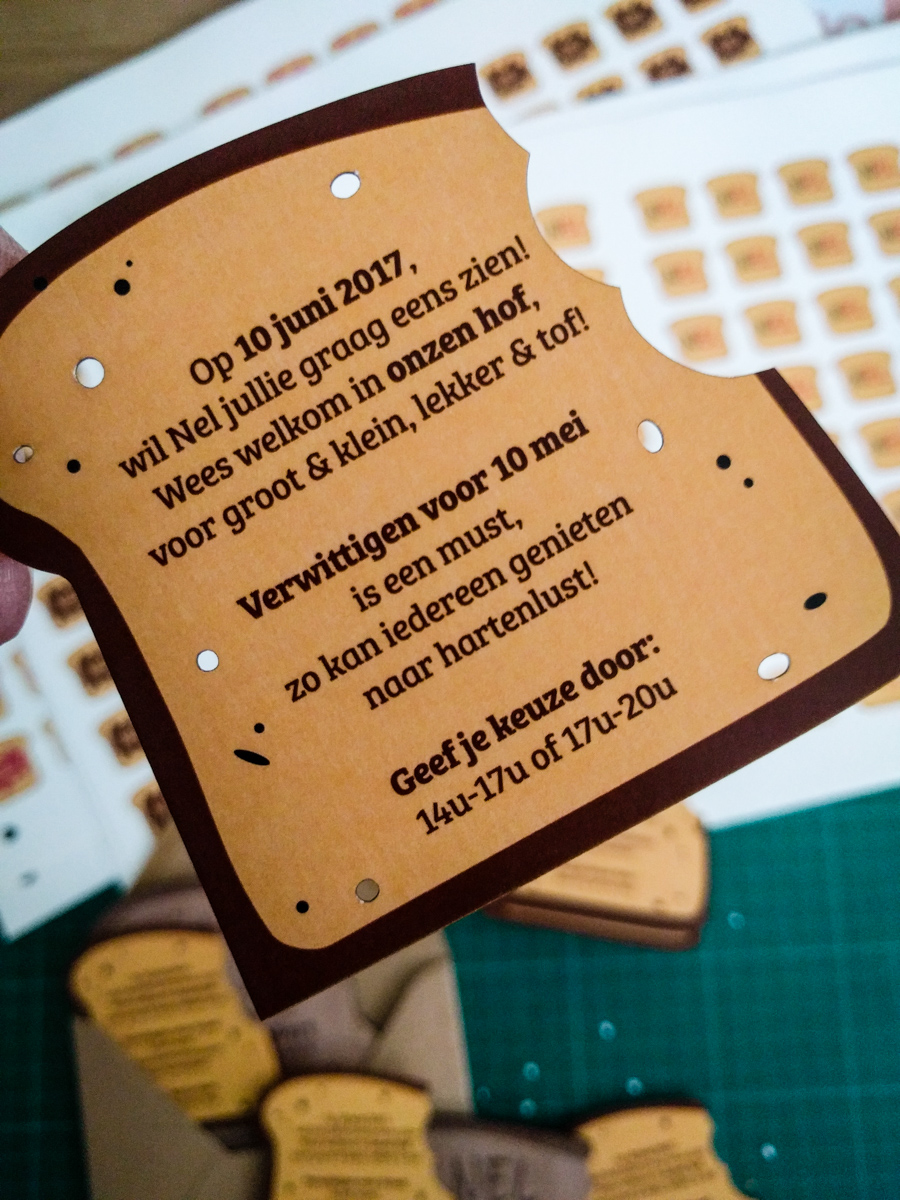 Op 10 juni 2017,
wil Nel jullie graag eens zien!
Wees welkom in onzen hof,
voor groot & klein, lekker & tof!
Verwittigen voor 10 mei
is een must,
zo kan iedereen genieten
naar hartenlust!
Geef je keuze door:
14u-17u of 17u-20u
NEL